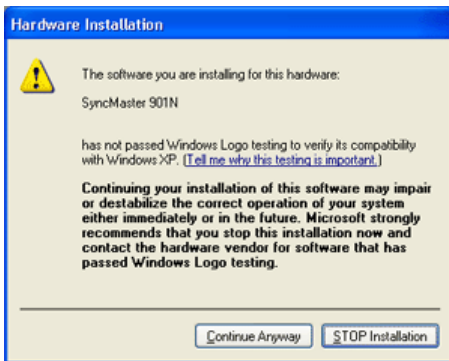 Hardware Installation
The software you are installing for this hardware:
SyncMaster 901N
has not passed Windows Logo testing to verify its compatibility
with Windows XP. (Tell me why this testing is important.)
Continuing your installation of this software may impair
or destabilize the correct operation of your system
either immediately or in the future. Microsoft strongly
recommends that you stop this installation now and
contact the hardware vendor for software that has
passed Windows Logo testing.
Continue Anyway STOP Installation